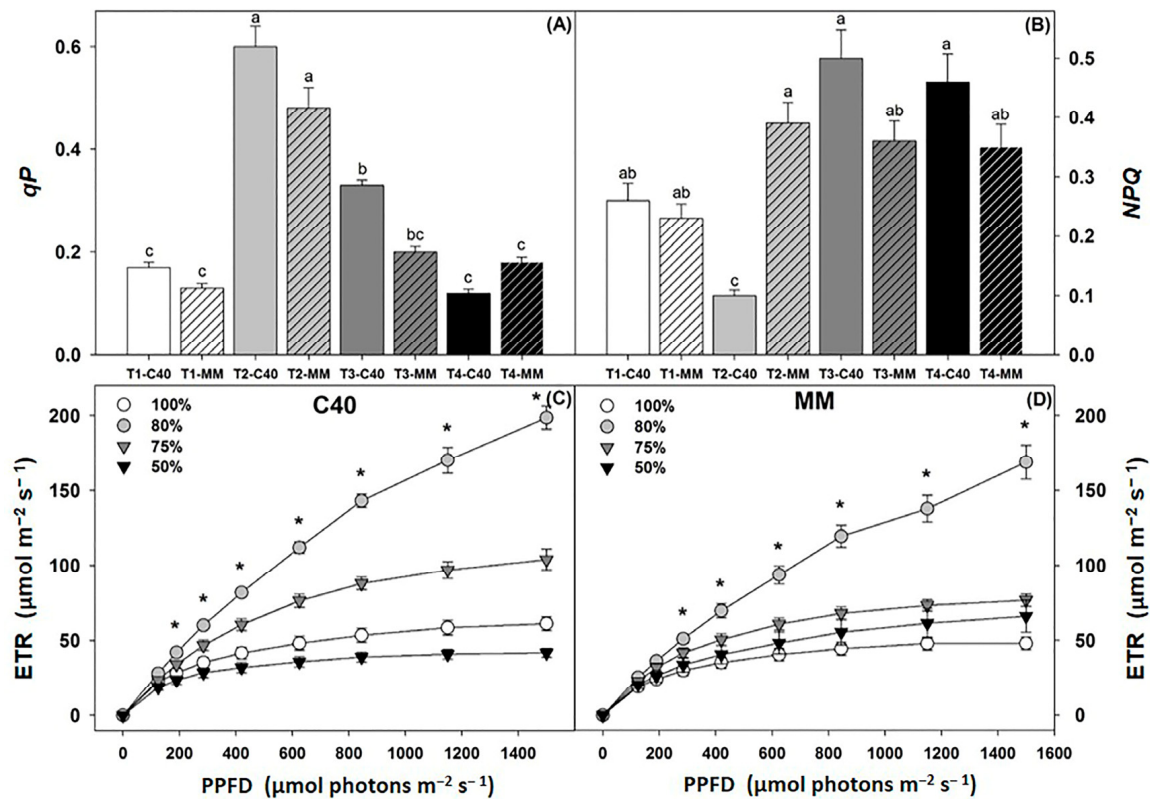 (A)
a
a
b
bc
c
c
c
c
0.6
0.4
0.2
0.0
qP
T1-C40 T1-MM T2-C40 T2-MM T3-C40 T3-MM T4-C40 T4-MM
(B)
a
a
a
ab
ab
ab
ab
c
0.5
0.4
0.3
0.2
0.1
0.0
NPQ
T1-C40 T1-MM T2-C40 T2-MM T3-C40 T3-MM T4-C40 T4-MM
C40
(C)
100%
80%
75%
50%
* * * * * * *
200
150
100
50
0
ETR (µmol m⁻² s⁻¹)
0 200 400 600 800 1000 1200 1400
PPFD (µmol photons m⁻² s⁻¹)
MM
(D)
100%
80%
75%
50%
* * * * * *
200
150
100
50
0
ETR (µmol m⁻² s⁻¹)
0 200 400 600 800 1000 1200 1400 1600
PPFD (µmol photons m⁻² s⁻¹)